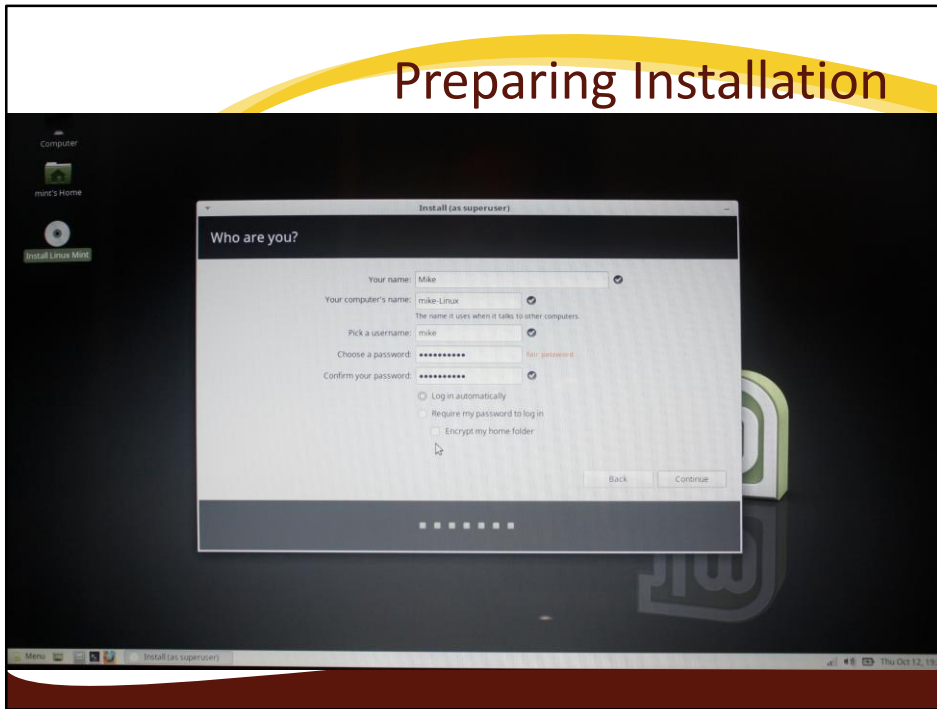 Preparing Installation
Computer
mint's Home
Install Linux Mint
Install (as superuser)
Who are you?
Your name: Mike
Your computer's name: mike-Linux
The name it uses when it talks to other computers.
Pick a username: mike
Choose a password: ●●●●●●●●●● Fair password
Confirm your password: ●●●●●●●●●●
Log in automatically
Require my password to log in
Encrypt my home folder
Back Continue
Menu Install (as superuser) Thu Oct 12, 19: